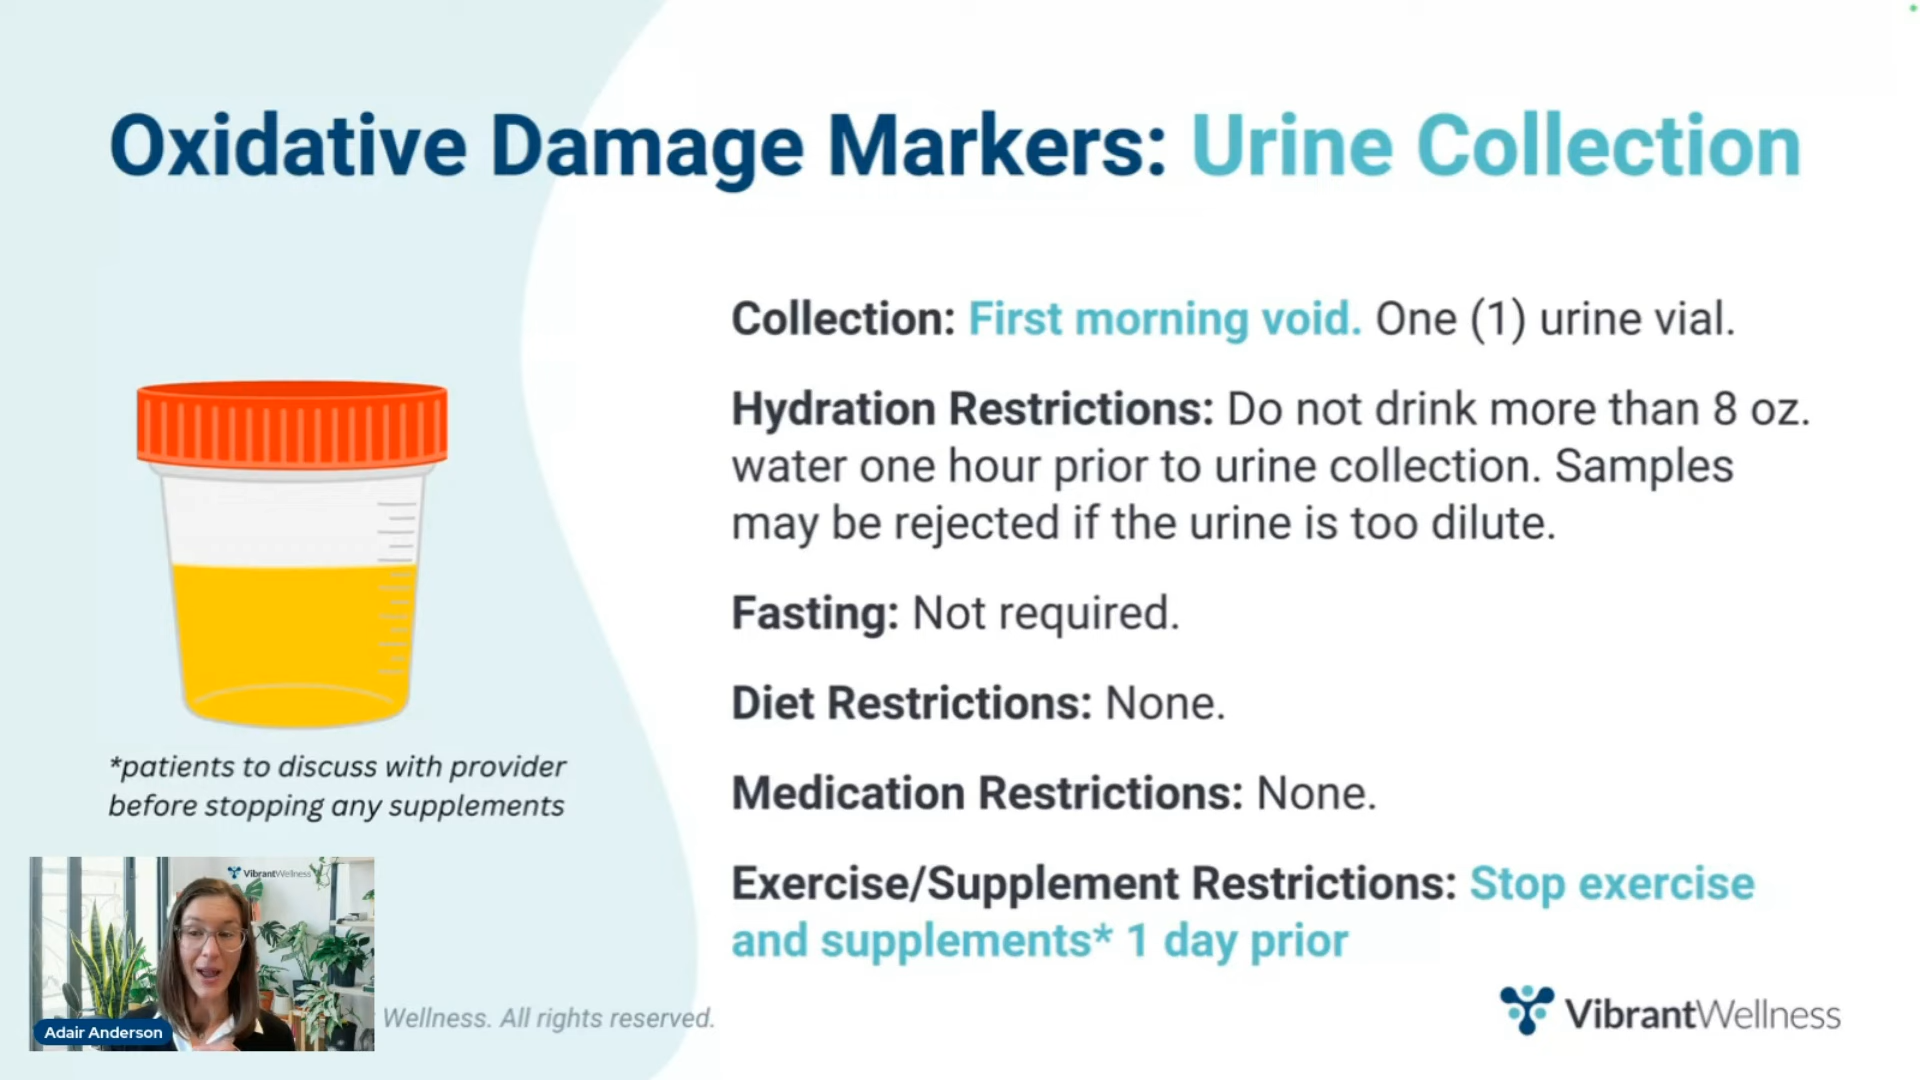 Oxidative Damage Markers: Urine Collection
Collection: First morning void. One (1) urine vial.
Hydration Restrictions: Do not drink more than 8 oz.
water one hour prior to urine collection. Samples
may be rejected if the urine is too dilute.
Fasting: Not required.
Diet Restrictions: None.
Medication Restrictions: None.
Exercise/Supplement Restrictions: Stop exercise
and supplements* 1 day prior
*patients to discuss with provider
before stopping any supplements
VibrantWellness
Adair Anderson
Wellness. All rights reserved.
VibrantWellness